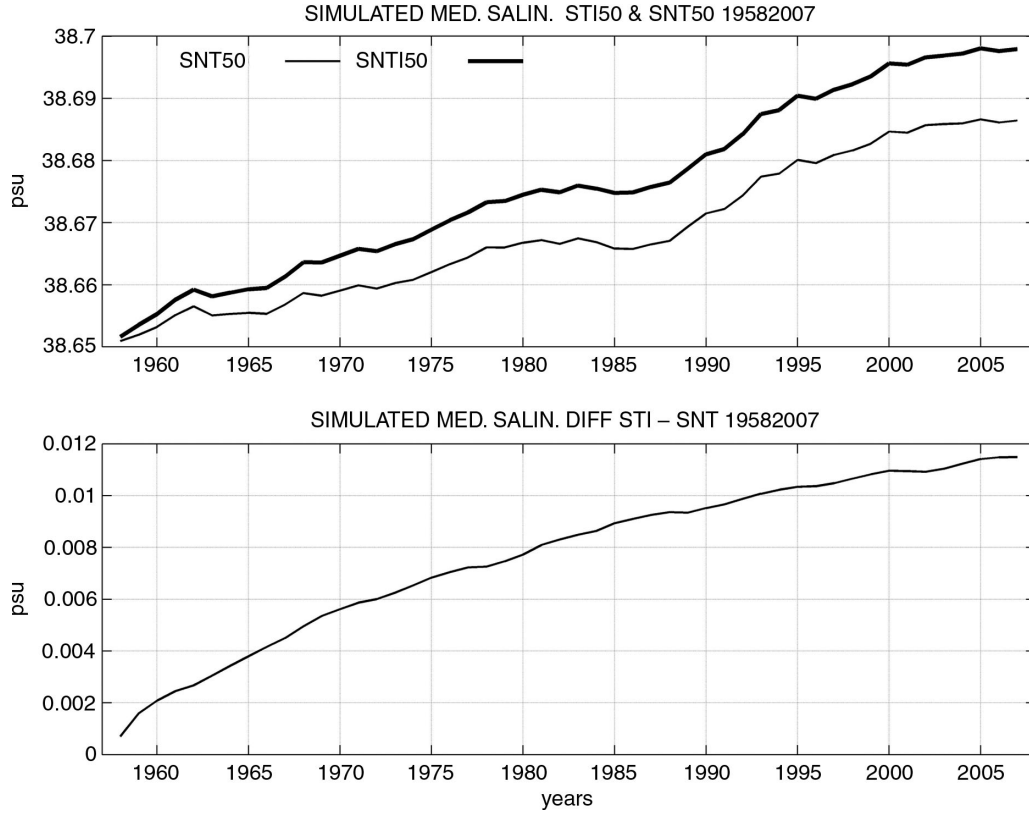 SIMULATED MED. SALIN. STI50 & SNT50 19582007
SNT50 SNTI50
38.7
38.69
38.68
38.67
38.66
38.65
psu
1960 1965 1970 1975 1980 1985 1990 1995 2000 2005
SIMULATED MED. SALIN. DIFF STI – SNT 19582007
0.012
0.01
0.008
0.006
0.004
0.002
0
psu
1960 1965 1970 1975 1980 1985 1990 1995 2000 2005
years